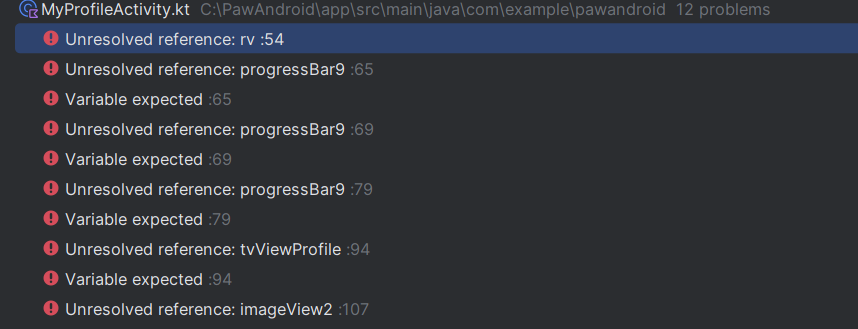 MyProfileActivity.kt C:\PawAndroid\app\src\main\java\com\example\pawandroid 12 problems
Unresolved reference: rv :54
Unresolved reference: progressBar9 :65
Variable expected :65
Unresolved reference: progressBar9 :69
Variable expected :69
Unresolved reference: progressBar9 :79
Variable expected :79
Unresolved reference: tvViewProfile :94
Variable expected :94
Unresolved reference: imageView2 :107